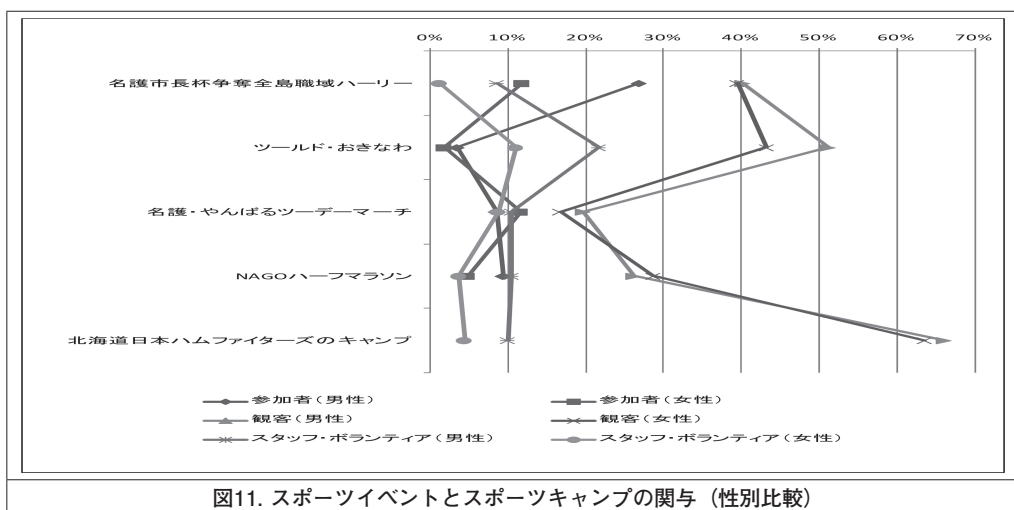 0% 10% 20% 30% 40% 50% 60% 70%
名護市長杯争奪全島職域ハーリー
ツールド・おきなわ
名護・やんばるツーデーマーチ
NAGOハーフマラソン
北海道日本ハムファイターズのキャンプ
参加者(男性) 参加者(女性)
観客(男性) 観客(女性)
スタッフ・ボランティア(男性) スタッフ・ボランティア(女性)
図11. スポーツイベントとスポーツキャンプの関与(性別比較)